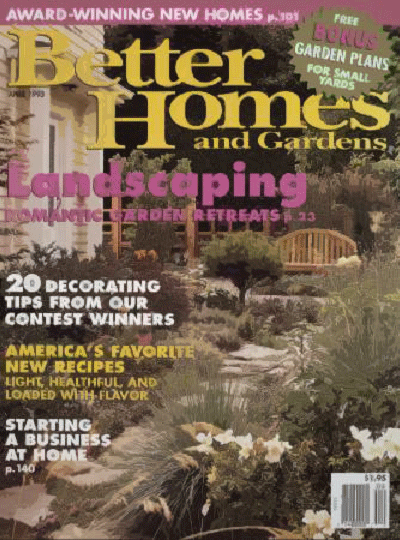 AWARD-WINNING NEW HOMES p.101
FREE
BONUS
GARDEN PLANS
FOR SMALL
YARDS
Better
Homes
and Gardens
1993
Landscaping
ROMANTIC GARDEN RETREATS p. 23
20 DECORATING
TIPS FROM OUR
CONTEST WINNERS
AMERICA'S FAVORITE
NEW RECIPES
LIGHT, HEALTHFUL, AND
LOADED WITH FLAVOR
STARTING
A BUSINESS
AT HOME
p.140
$1.95